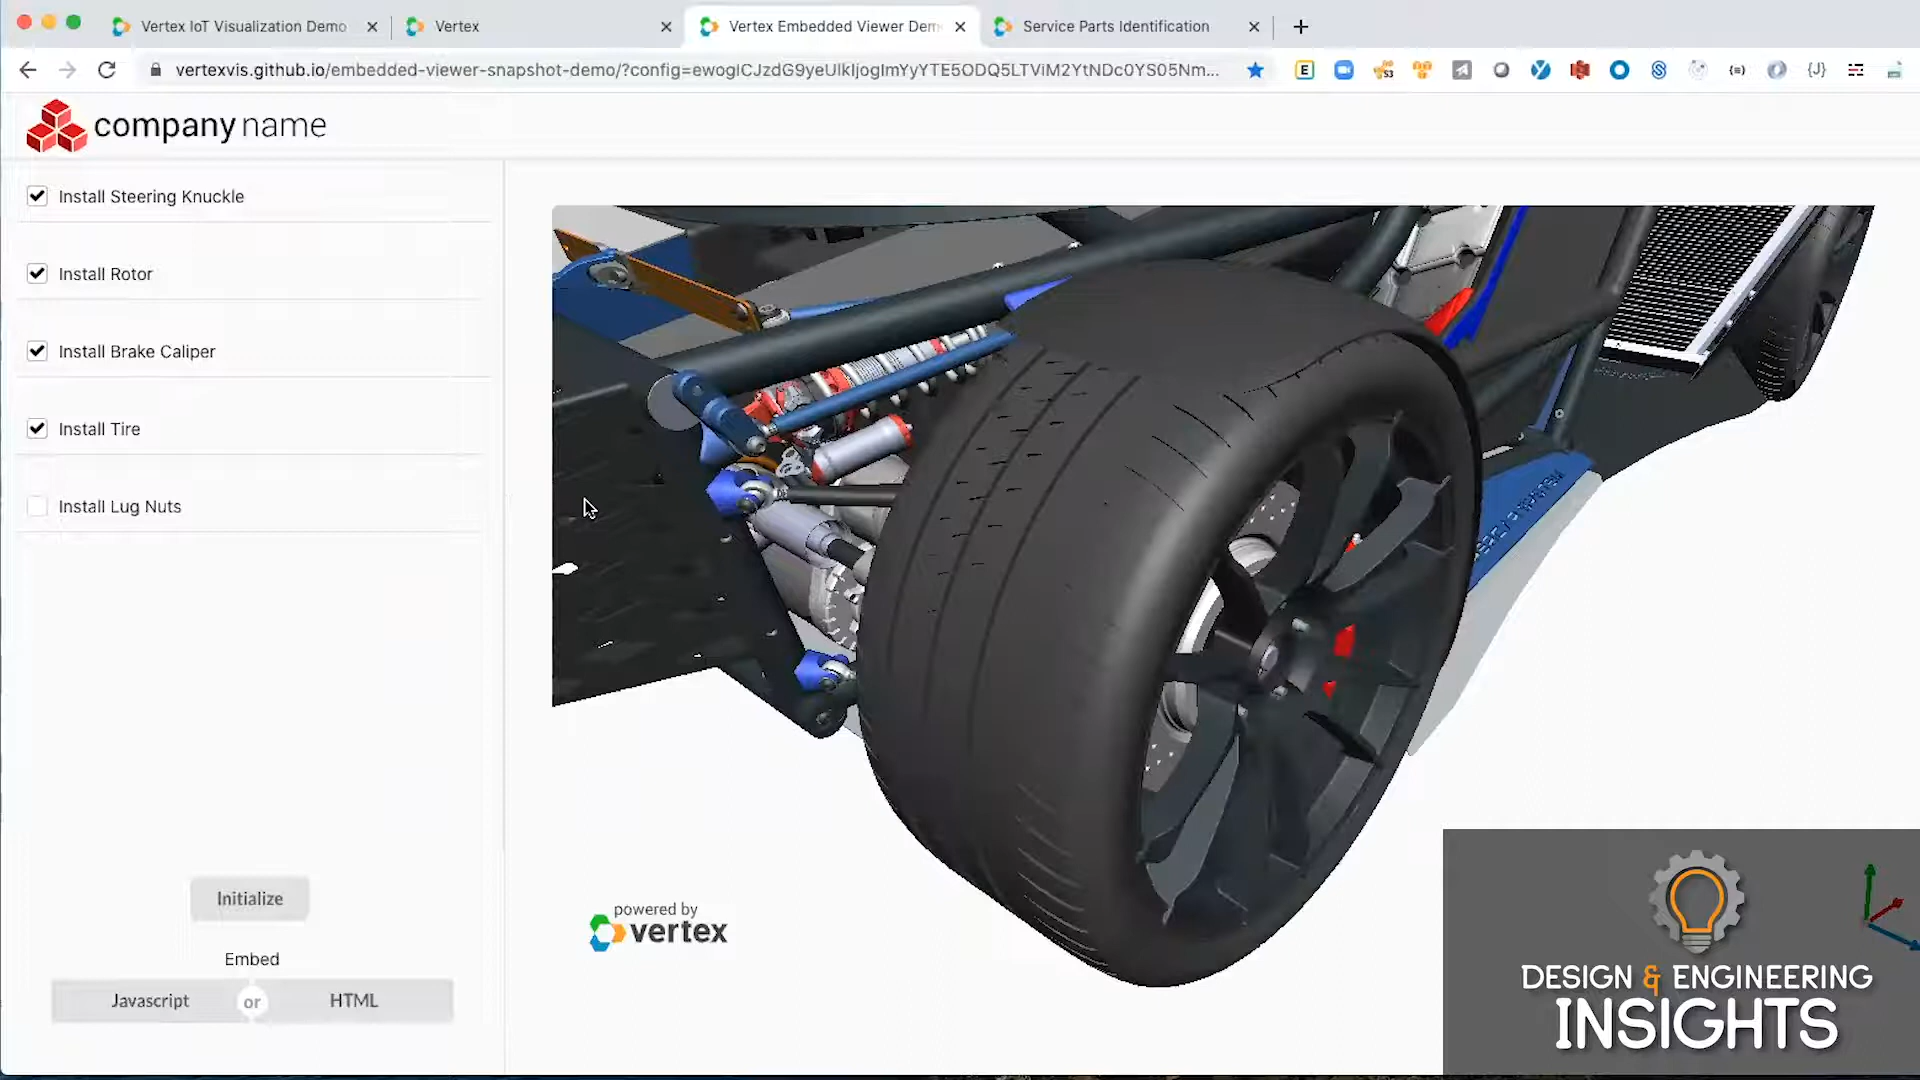 Vertex IoT Visualization Demo
Vertex
Vertex Embedded Viewer Dem
Service Parts Identification
vertexvis.github.io/embedded-viewer-snapshot-demo/?config=ewogICJzdG9yeUlkIjogImYyYTE5ODQ5LTViM2YtNDc0YS05Nm...
company name
Install Steering Knuckle
Install Rotor
Install Brake Caliper
Install Tire
Install Lug Nuts
Initialize
Embed
Javascript
or
HTML
powered by
vertex
DESIGN & ENGINEERING
INSIGHTS